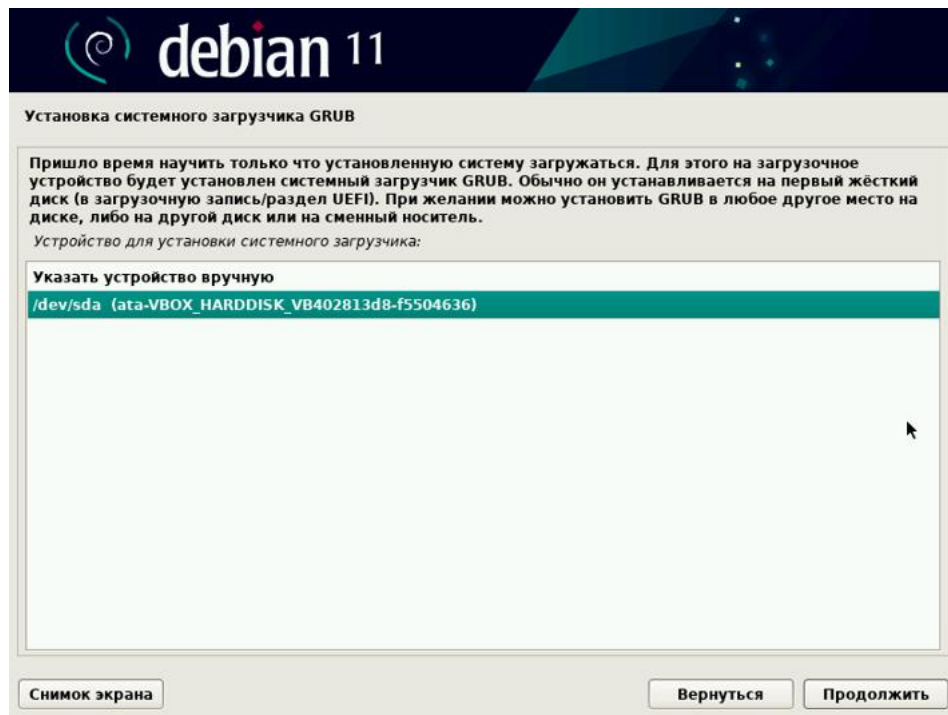 debian 11
Установка системного загрузчика GRUB
Пришло время научить только что установленную систему загружаться. Для этого на загрузочное
устройство будет установлен системный загрузчик GRUB. Обычно он устанавливается на первый жёсткий
диск (в загрузочную запись/раздел UEFI). При желании можно установить GRUB в любое другое место на
диске, либо на другой диск или на сменный носитель.
Устройство для установки системного загрузчика:
Указать устройство вручную
/dev/sda (ata-VBOX_HARDDISK_VB402813d8-f5504636)
Снимок экрана
Вернуться
Продолжить